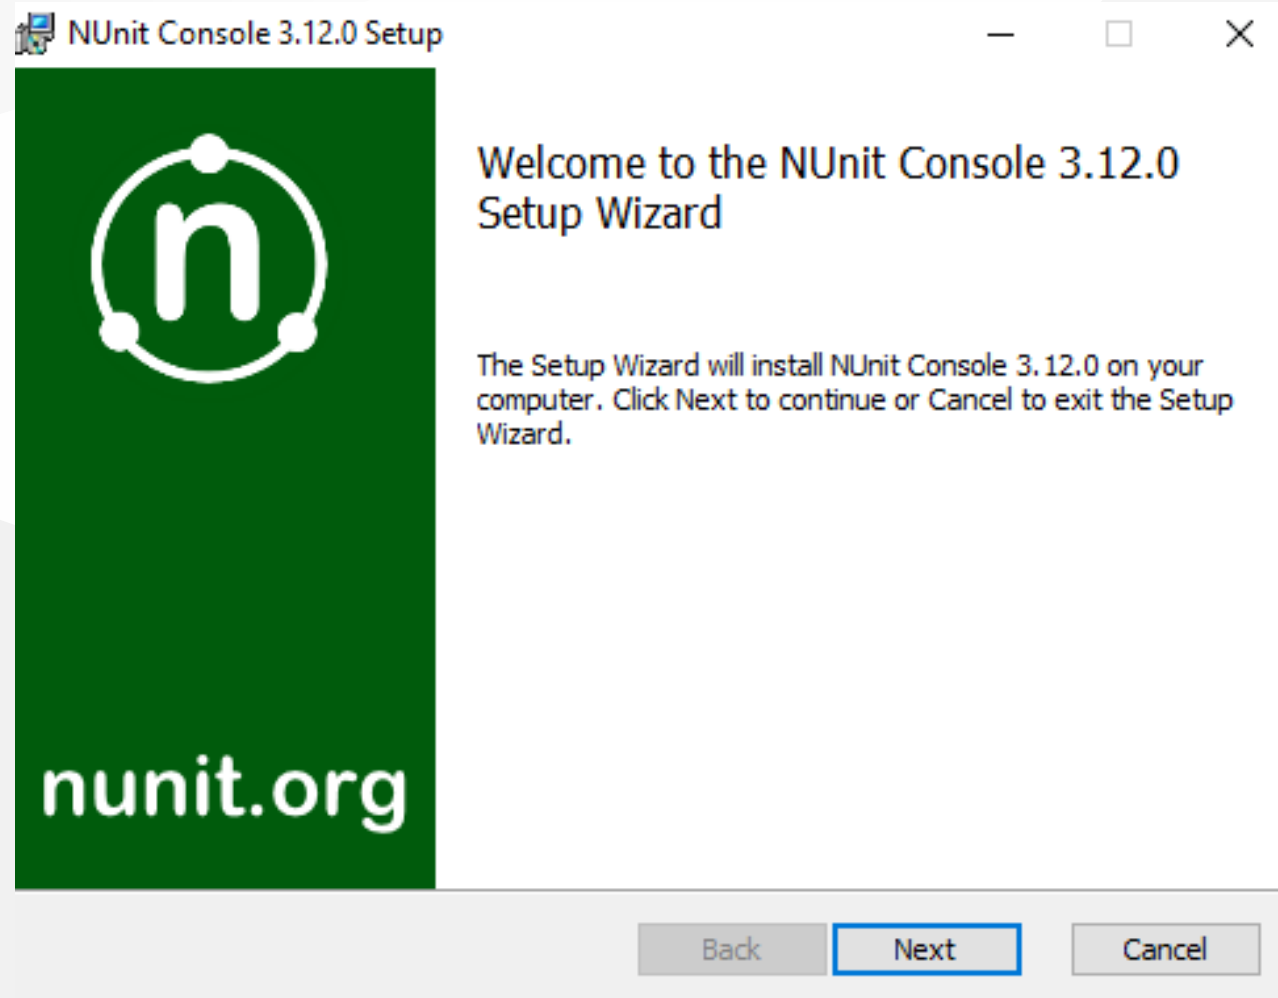 NUnit Console 3.12.0 Setup
n
Welcome to the NUnit Console 3.12.0
Setup Wizard
The Setup Wizard will install NUnit Console 3.12.0 on your
computer. Click Next to continue or Cancel to exit the Setup
Wizard.
nunit.org
Back
Next
Cancel